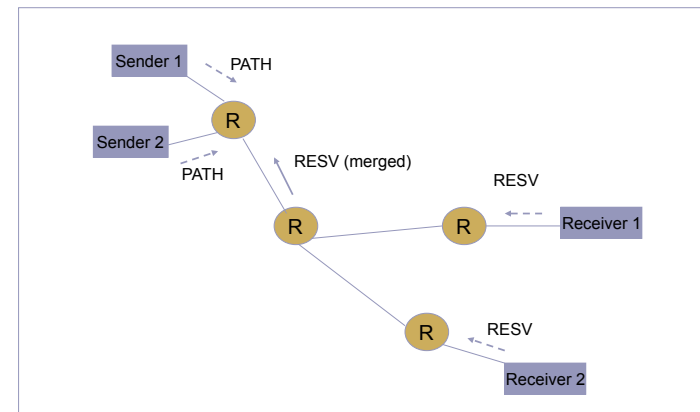 Sender 1
PATH
R
Sender 2
RESV (merged)
PATH
RESV
R
R
Receiver 1
R
RESV
Receiver 2